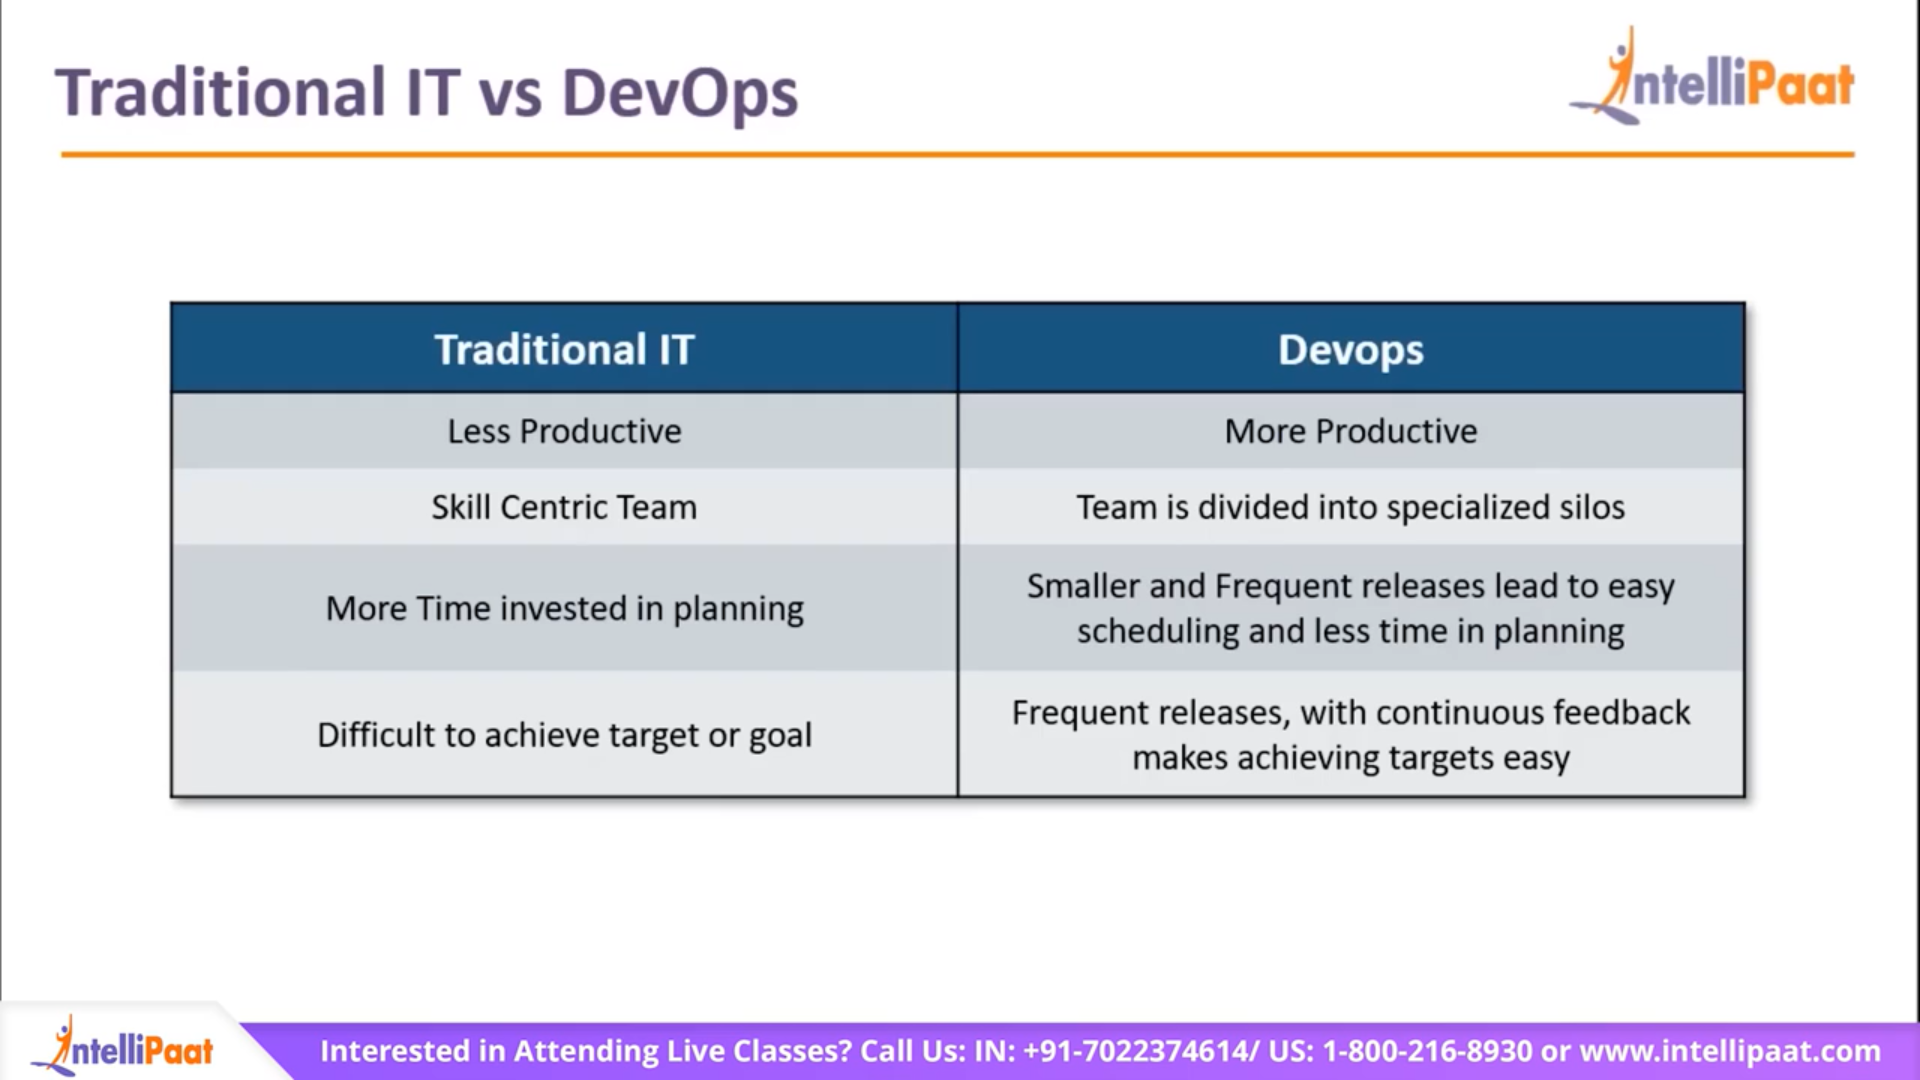 Traditional IT vs DevOps
IntelliPaat
Traditional IT
Devops
Less Productive
More Productive
Skill Centric Team
Team is divided into specialized silos
More Time invested in planning
Smaller and Frequent releases lead to easy
scheduling and less time in planning
Difficult to achieve target or goal
Frequent releases, with continuous feedback
makes achieving targets easy
IntelliPaat
Interested in Attending Live Classes? Call Us: IN: +91-7022374614/ US: 1-800-216-8930 or www.intellipaat.com